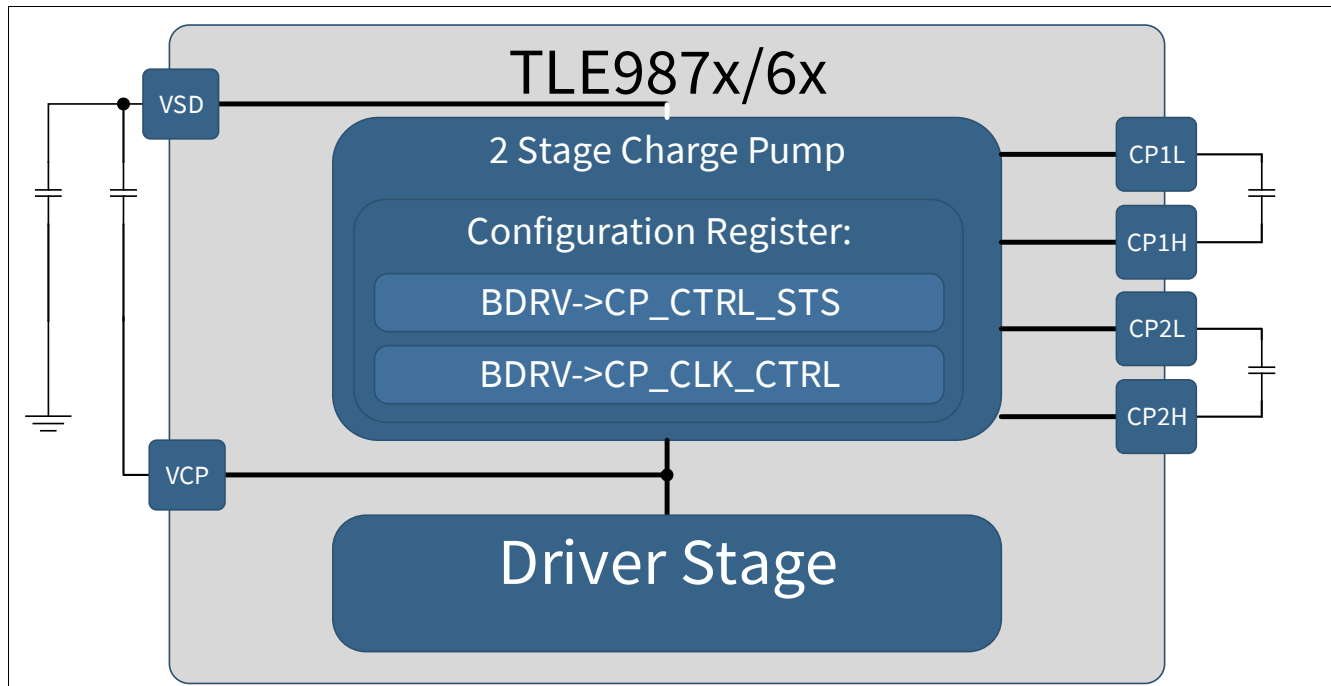 TLE987x/6x
VSD
2 Stage Charge Pump
CP1L
Configuration Register:
CP1H
BDRV->CP_CTRL_STS
CP2L
BDRV->CP_CLK_CTRL
CP2H
VCP
Driver Stage